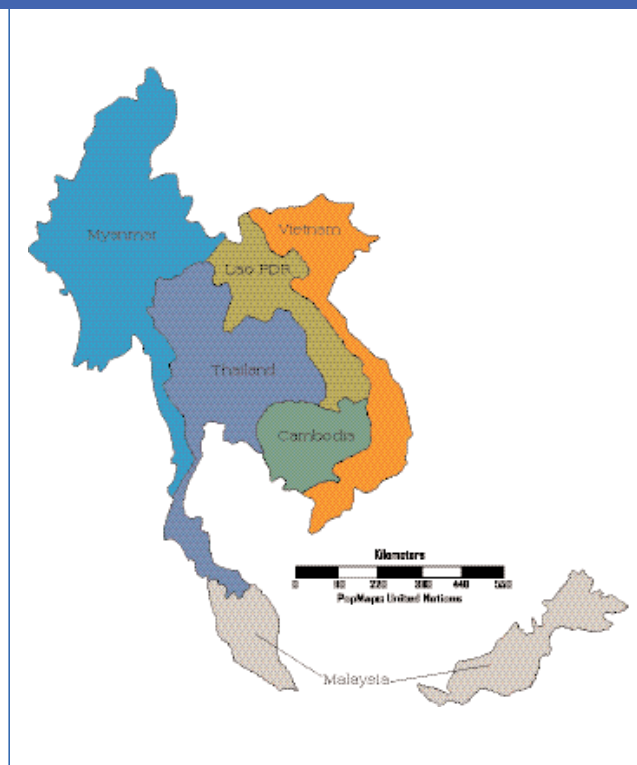 Vietnam
Myanmar
Lao PDR
Thailand
Cambodia
Kilometers
0 110 220 330 440 550
PopMaps United Nations
Malaysia